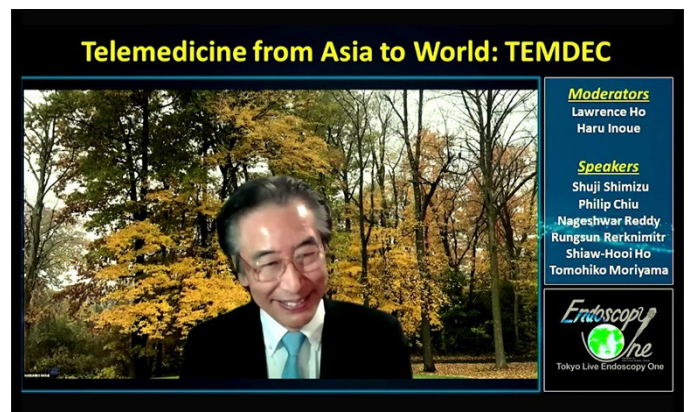 Telemedicine from Asia to World: TEMDEC
Moderators
Lawrence Ho
Haru Inoue
Speakers
Shuji Shimizu
Philip Chiu
Nageshwar Reddy
Rungsun Rerknimitr
Shiaw-Hooi Ho
Tomohiko Moriyama
Endoscopy
One
Tokyo Live Endoscopy One